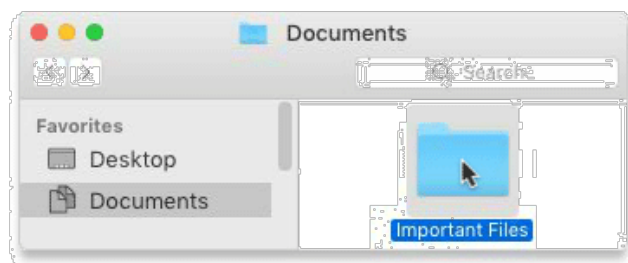 Documents
Search
Favorites
Desktop
Documents
Important Files